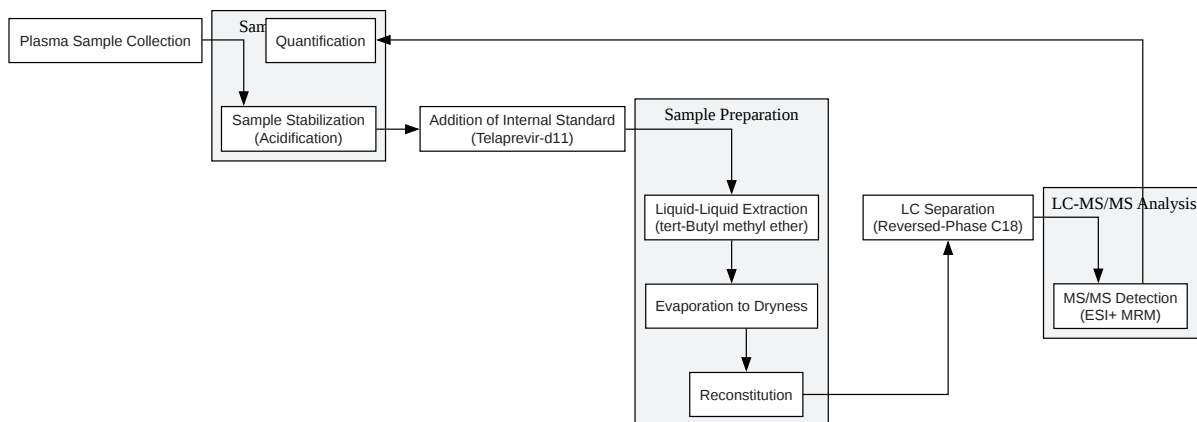 Plasma Sample Collection
Sam
Quantification
Sample Stabilization
(Acidification)
Addition of Internal Standard
(Telaprevir-d11)
Sample Preparation
Liquid-Liquid Extraction
(tert-Butyl methyl ether)
Evaporation to Dryness
Reconstitution
LC Separation
(Reversed-Phase C18)
LC-MS/MS Analysis
MS/MS Detection
(ESI+ MRM)